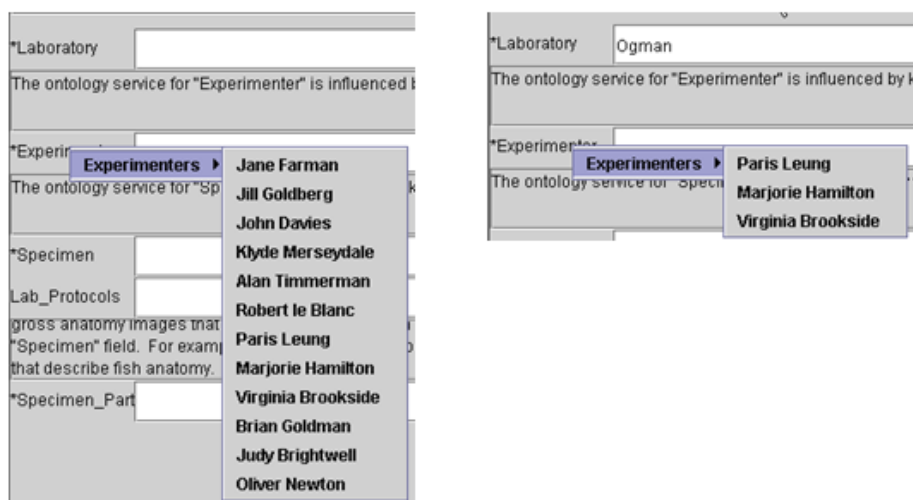 *Laboratory
The ontology service for "Experimenter" is influenced
*Experim
Experimenters
Jane Farman
Jill Goldberg
John Davies
Klyde Merseydale
Alan Timmerman
Robert le Blanc
Paris Leung
Marjorie Hamilton
Virginia Brookside
Brian Goldman
Judy Brightwell
Oliver Newton
The ontology service for "Sp
*Specimen
Lab_Protocols
gross anatomy images that
"Specimen" field. For exam
that describe fish anatomy.
*Specimen_Part
*Laboratory Ogman
The ontology service for "Experimenter" is influenced by k
*Experimenter
Experimenters
Paris Leung
Marjorie Hamilton
Virginia Brookside
The ontology service for "Speci